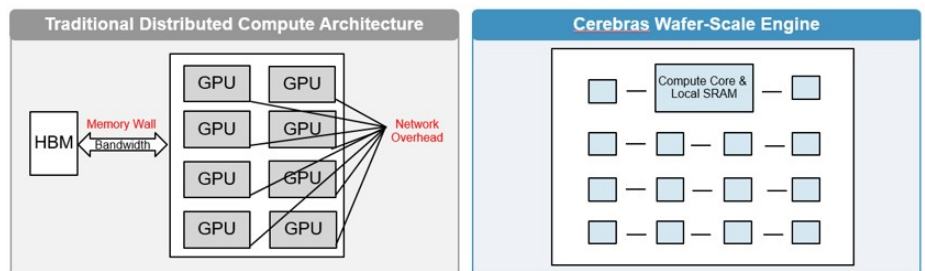 Traditional Distributed Compute Architecture
HBM
Memory Wall
Bandwidth
GPU
GPU
GPU
GPU
GPU
GPU
GPU
GPU
Network
Overhead
Cerebras Wafer-Scale Engine
Compute Core &
Local SRAM